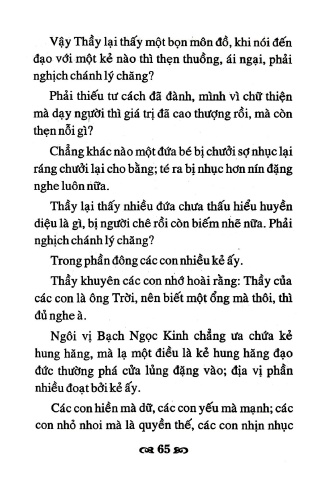 Vậy Thầy lại thấy một bọn môn đồ, khi nói đến
đạo với một kẻ nào thì thẹn thuồng, ái ngại, phải
nghịch chánh lý chăng?
Phải thiếu tư cách đã đành, mình vì chữ thiện
mà dạy người thì giá trị đã cao thượng rồi, mà còn
thẹn nỗi gì?
Chẳng khác nào một đứa bé bị chưởi sợ nhục lại
ráng chưởi lại cho bằng; té ra bị nhục hơn nín đặng
nghe luôn nữa.
Thầy lại thấy nhiều đứa chưa thấu hiểu huyền
diệu là gì, bị người chê rồi còn biếm nhẽ nữa. Phải
nghịch chánh lý chăng?
Trong phần đông các con nhiều kẻ ấy.
Thầy khuyên các con nhớ hoài rằng: Thầy của
các con là ông Trời, nên biết một ổng mà thôi, thì
đủ nghe à.
Ngôi vị Bạch Ngọc Kinh chẳng ưa chứa kẻ
hung hăng, mà lạ một điều là kẻ hung hăng đạo
đức thường phá cửa lủng đặng vào; địa vị phần
nhiều đoạt bởi kẻ ấy.
Các con hiền mà dữ, các con yếu mà mạnh; các
con nhỏ nhoi mà là quyền thế, các con nhịn nhục
65